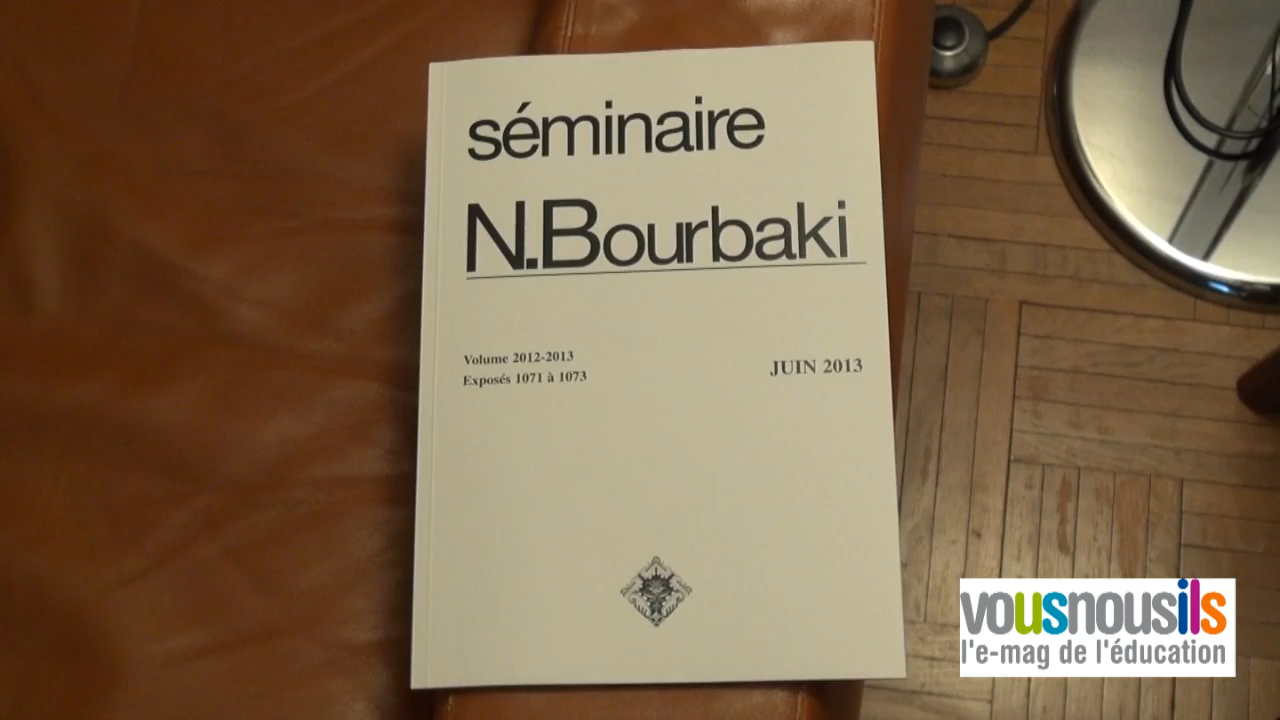 séminaire
N.Bourbaki
Volume 2012-2013
Exposés 1071 à 1073
JUIN 2013
vousnousils
l'e-mag de l'éducation